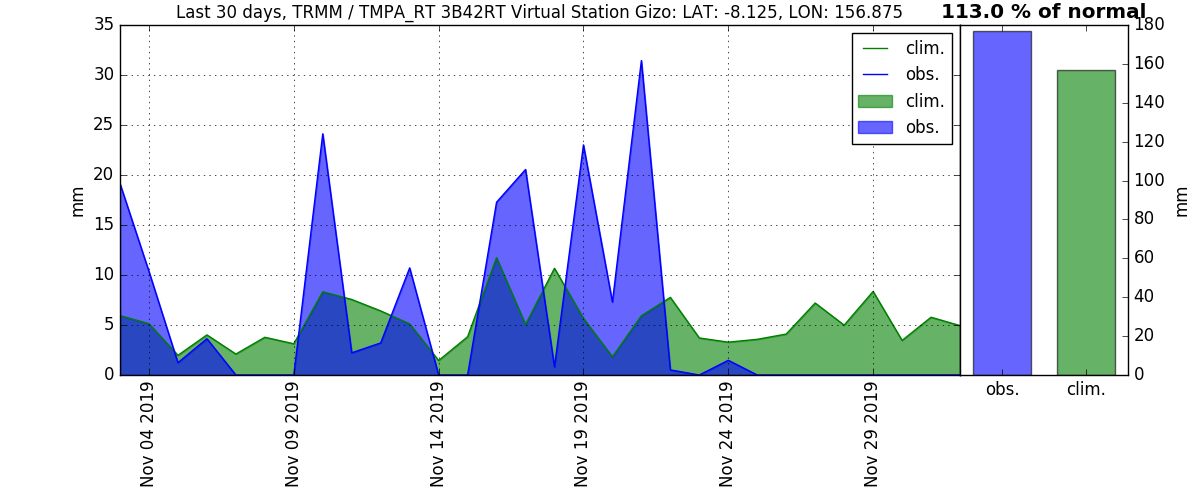 Last 30 days, TRMM / TMPA_RT 3B42RT Virtual Station Gizo: LAT: -8.125, LON: 156.875
113.0 % of normal
35
30
25
20
15
10
5
0
mm
clim.
obs.
clim.
obs.
180
160
140
120
100
80
60
40
20
0
mm
Nov 04 2019
Nov 09 2019
Nov 14 2019
Nov 19 2019
Nov 24 2019
Nov 29 2019
obs.
clim.